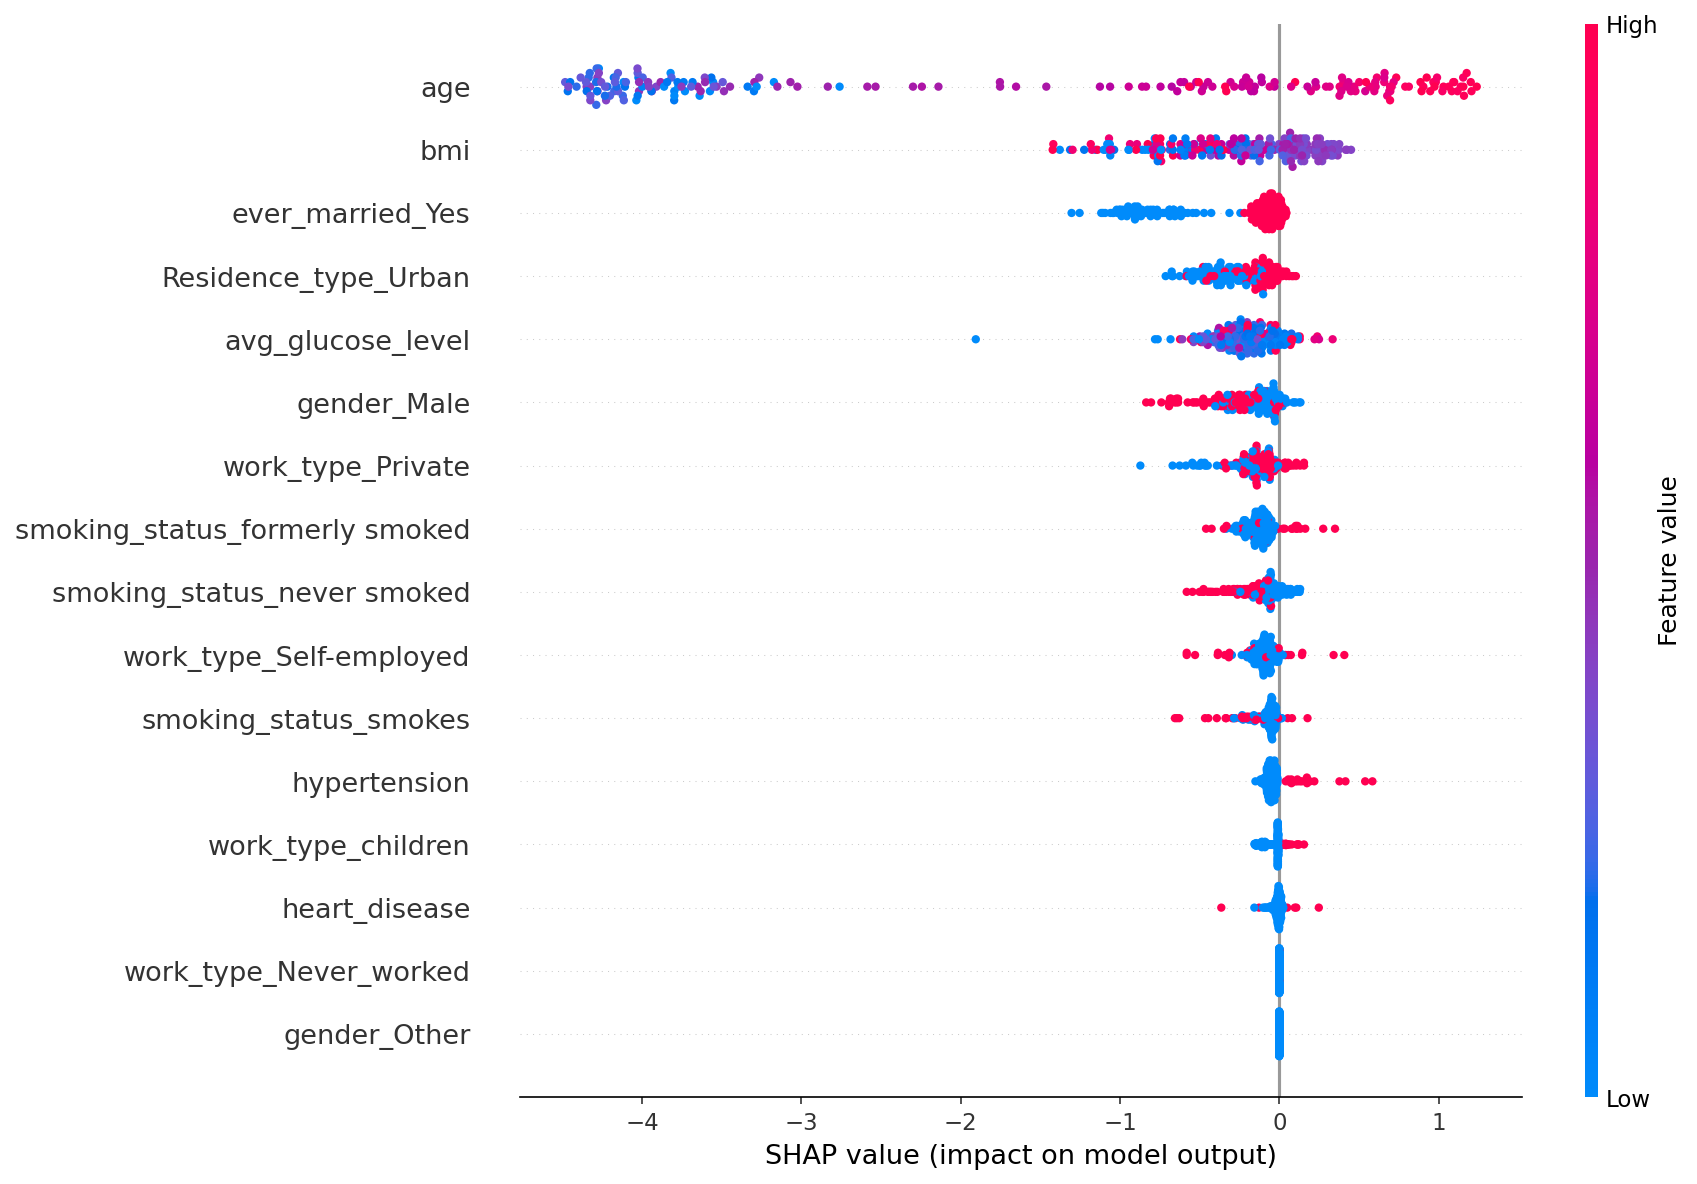 High
age
bmi
ever_married_Yes
Residence_type_Urban
avg_glucose_level
gender_Male
work_type_Private
smoking_status_formerly smoked
smoking_status_never smoked
work_type_Self-employed
smoking_status_smokes
hypertension
work_type_children
heart_disease
work_type_Never_worked
gender_Other
Feature value
Low
−4 −3 −2 −1 0 1
SHAP value (impact on model output)